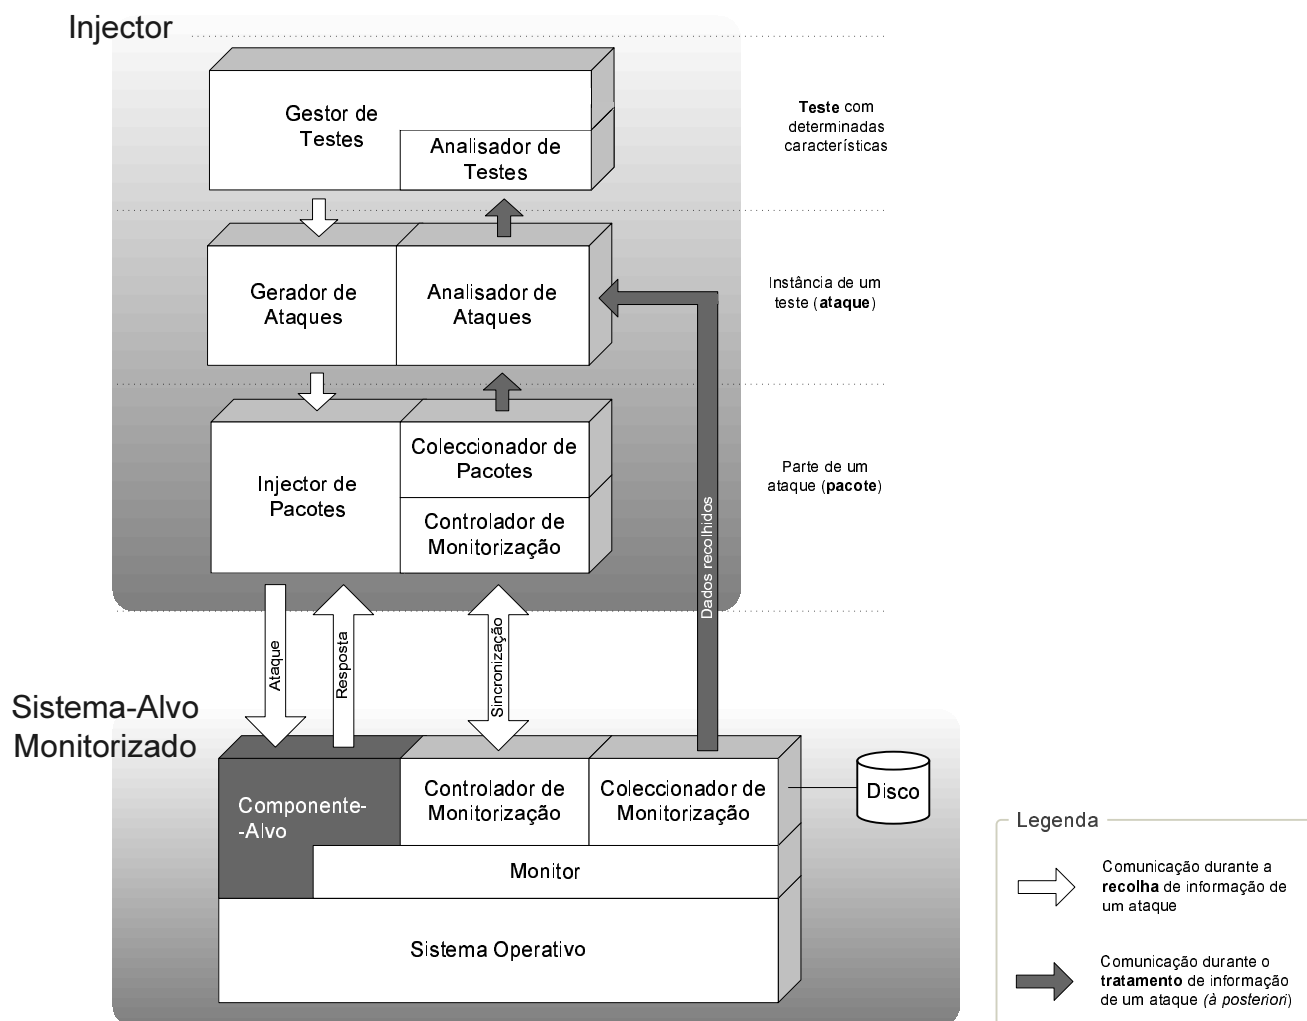 Injector
Gestor de
Testes
Analisador de
Testes
Teste com
determinadas
características
Gerador de
Ataques
Analisador de
Ataques
Instância de um
teste (ataque)
Injector de
Pacotes
Coleccionador de
Pacotes
Controlador de
Monitorização
Parte de um
ataque (pacote)
Dados recolhidos
Ataque
Resposta
Sincronização
Sistema-Alvo
Monitorizado
Componente-
-Alvo
Controlador de
Monitorização
Coleccionador de
Monitorização
Disco
Monitor
Sistema Operativo
Legenda
Comunicação durante a
recolha de informação de
um ataque
Comunicação durante o
tratamento de informação
de um ataque (à posteriori)